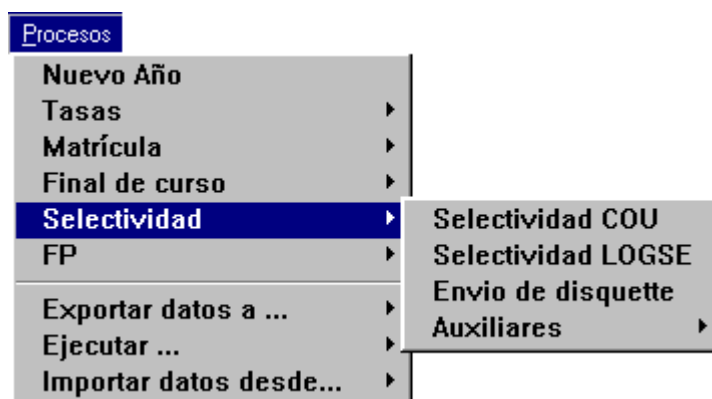 Procesos
Nuevo Año
Tasas
Matrícula
Final de curso
Selectividad
FP
Exportar datos a ...
Ejecutar ...
Importar datos desde...
Selectividad COU
Selectividad LOGSE
Envio de disquette
Auxiliares